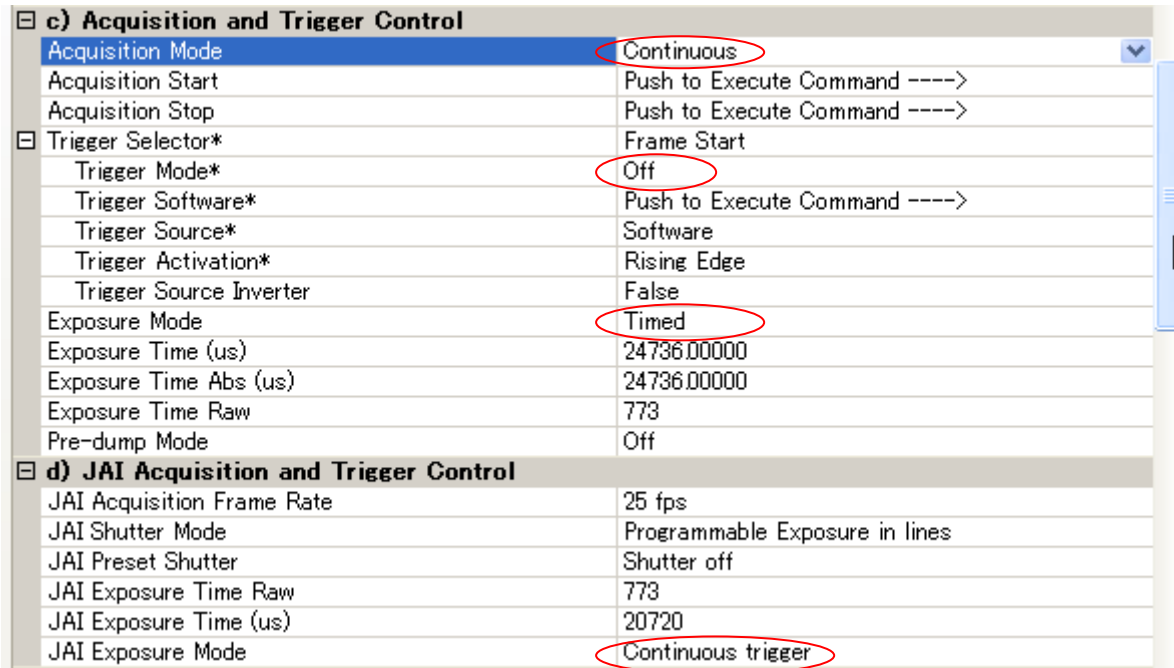 c) Acquisition and Trigger Control
Acquisition Mode Continuous
Acquisition Start Push to Execute Command ---->
Acquisition Stop Push to Execute Command ---->
Trigger Selector* Frame Start
Trigger Mode* Off
Trigger Software* Push to Execute Command ---->
Trigger Source* Software
Trigger Activation* Rising Edge
Trigger Source Inverter False
Exposure Mode Timed
Exposure Time (us) 24736.00000
Exposure Time Abs (us) 24736.00000
Exposure Time Raw 773
Pre-dump Mode Off
d) JAI Acquisition and Trigger Control
JAI Acquisition Frame Rate 25 fps
JAI Shutter Mode Programmable Exposure in lines
JAI Preset Shutter Shutter off
JAI Exposure Time Raw 773
JAI Exposure Time (us) 20720
JAI Exposure Mode Continuous trigger